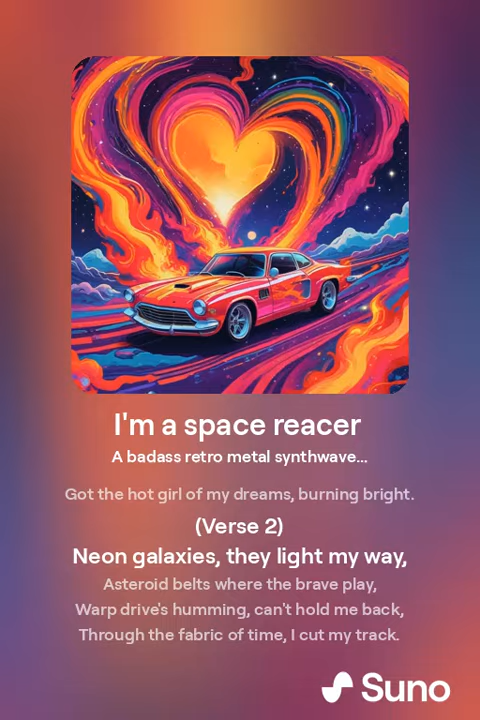 I'm a space reacer
A badass retro metal synthwave...
Got the hot girl of my dreams, burning bright.
(Verse 2)
Neon galaxies, they light my way,
Asteroid belts where the brave play,
Warp drive's humming, can't hold me back,
Through the fabric of time, I cut my track.
Suno